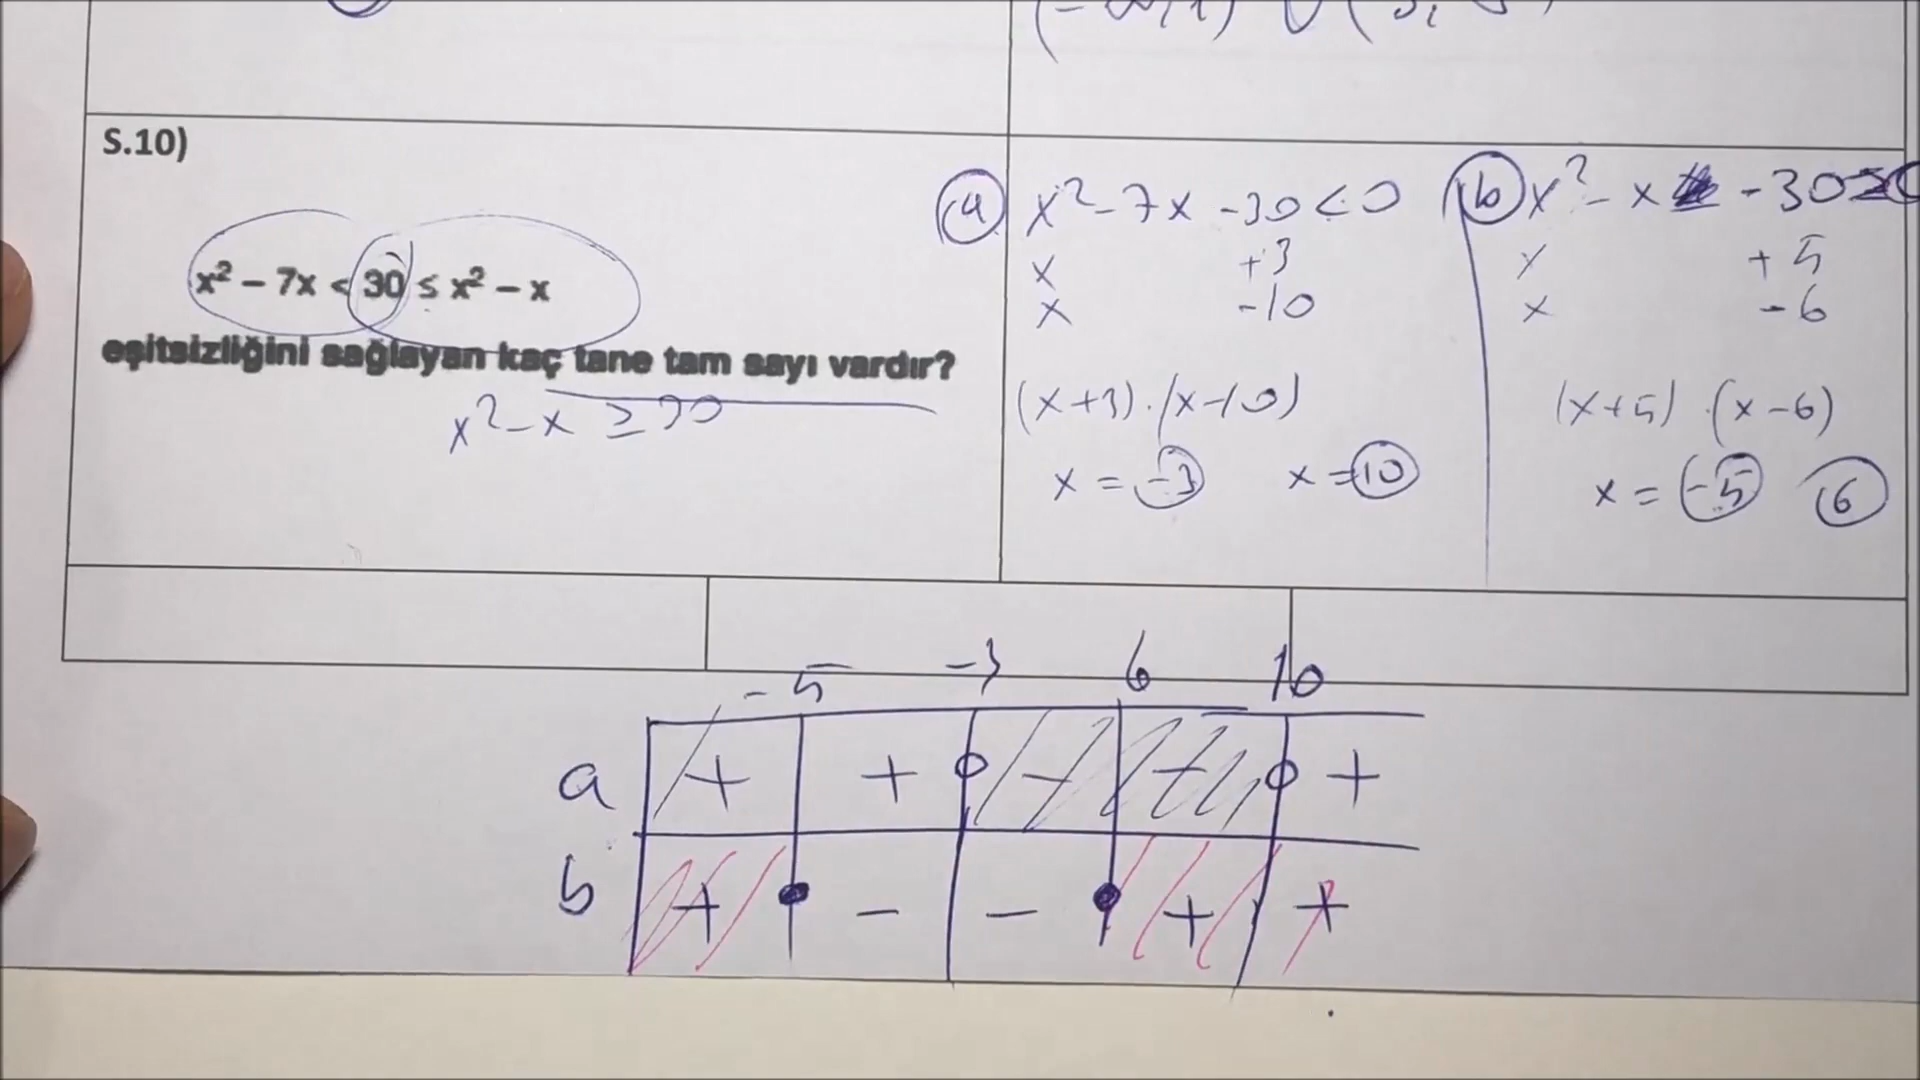 S.10)
x² – 7x < 30 ≤ x² – x
eşitsizliğini sağlayan kaç tane tam sayı vardır?
x² – x ≥ 30
(a) x² – 7x – 30 < 0
x +3
x –10
(x+3).(x–10)
x = –3 x = 10
(b) x² – x – 30 ≥ 0
x +5
x –6
(x+5).(x–6)
x = –5 6
–5 –3 6 10
a + + – – +
b + – – + +